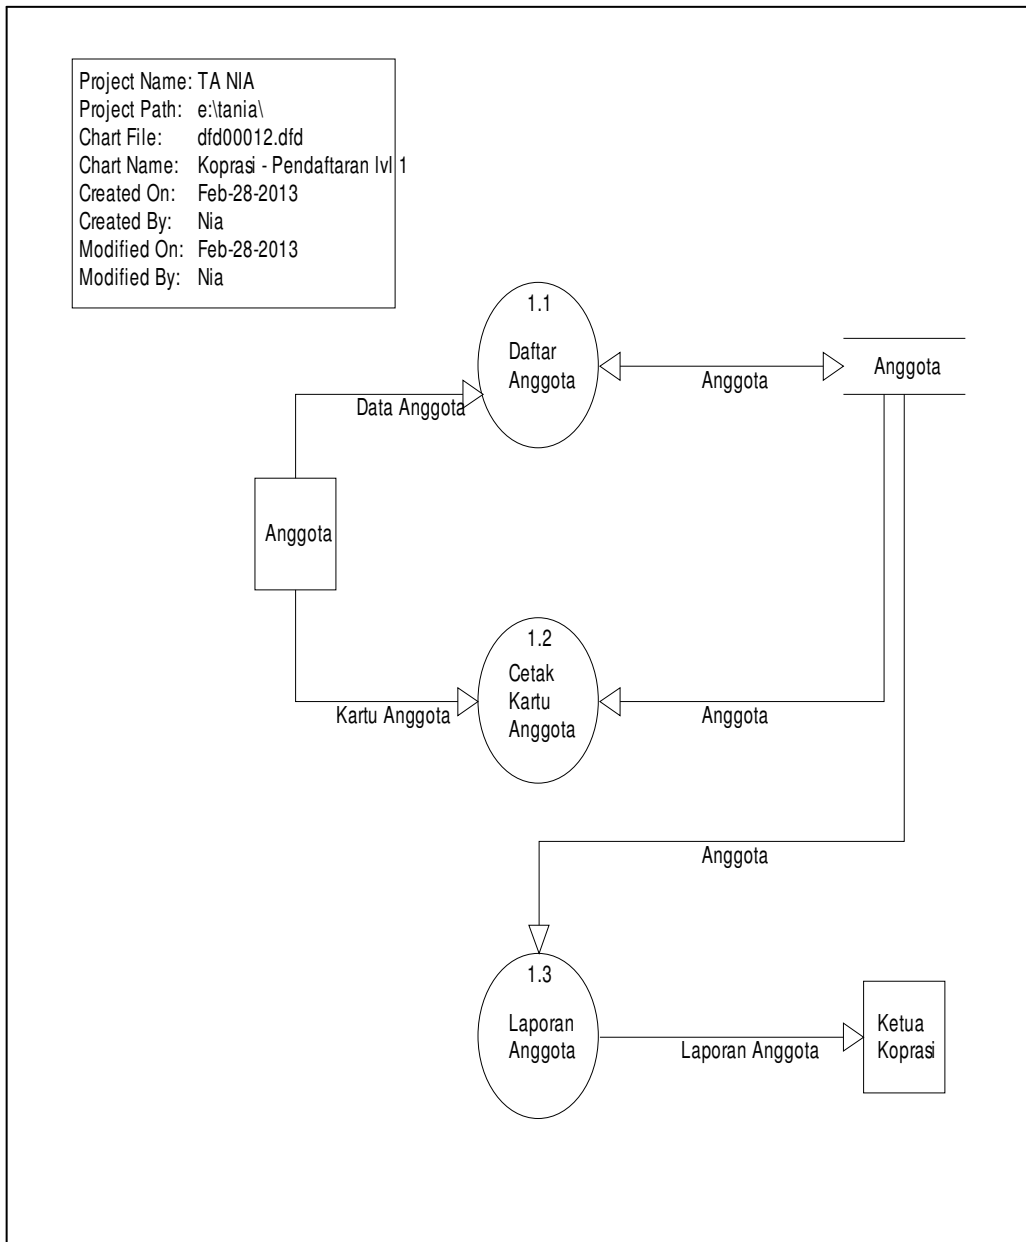 Project Name: TA NIA
Project Path: e:\tania\
Chart File: dfd00012.dfd
Chart Name: Koprasi - Pendaftaran lvl 1
Created On: Feb-28-2013
Created By: Nia
Modified On: Feb-28-2013
Modified By: Nia
1.1
Daftar
Anggota
Anggota
Anggota
Data Anggota
Anggota
1.2
Cetak
Kartu
Anggota
Kartu Anggota
Anggota
Anggota
1.3
Laporan
Anggota
Laporan Anggota
Ketua
Koprasi